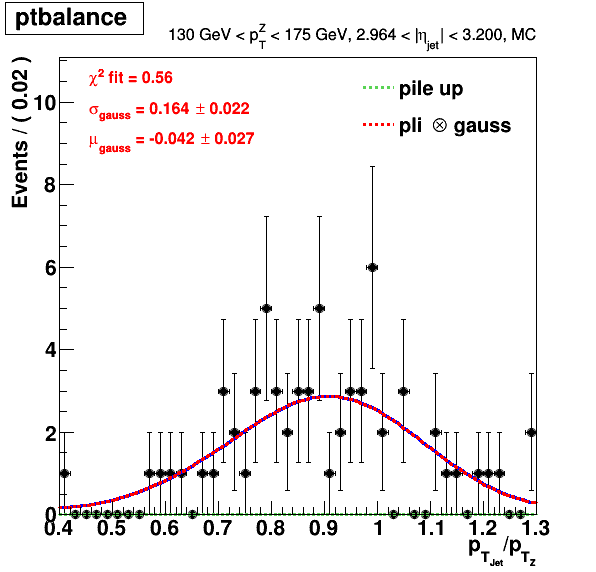 ptbalance
130 GeV < p_T^Z < 175 GeV, 2.964 < |η_jet| < 3.200, MC
Events / ( 0.02 )
χ² fit = 0.56
σ_gauss = 0.164 ± 0.022
μ_gauss = -0.042 ± 0.027
pile up
pli ⊗ gauss
10
8
6
4
2
0
0.4 0.5 0.6 0.7 0.8 0.9 1 1.1 1.2 1.3
p_T_Jet/p_T_Z